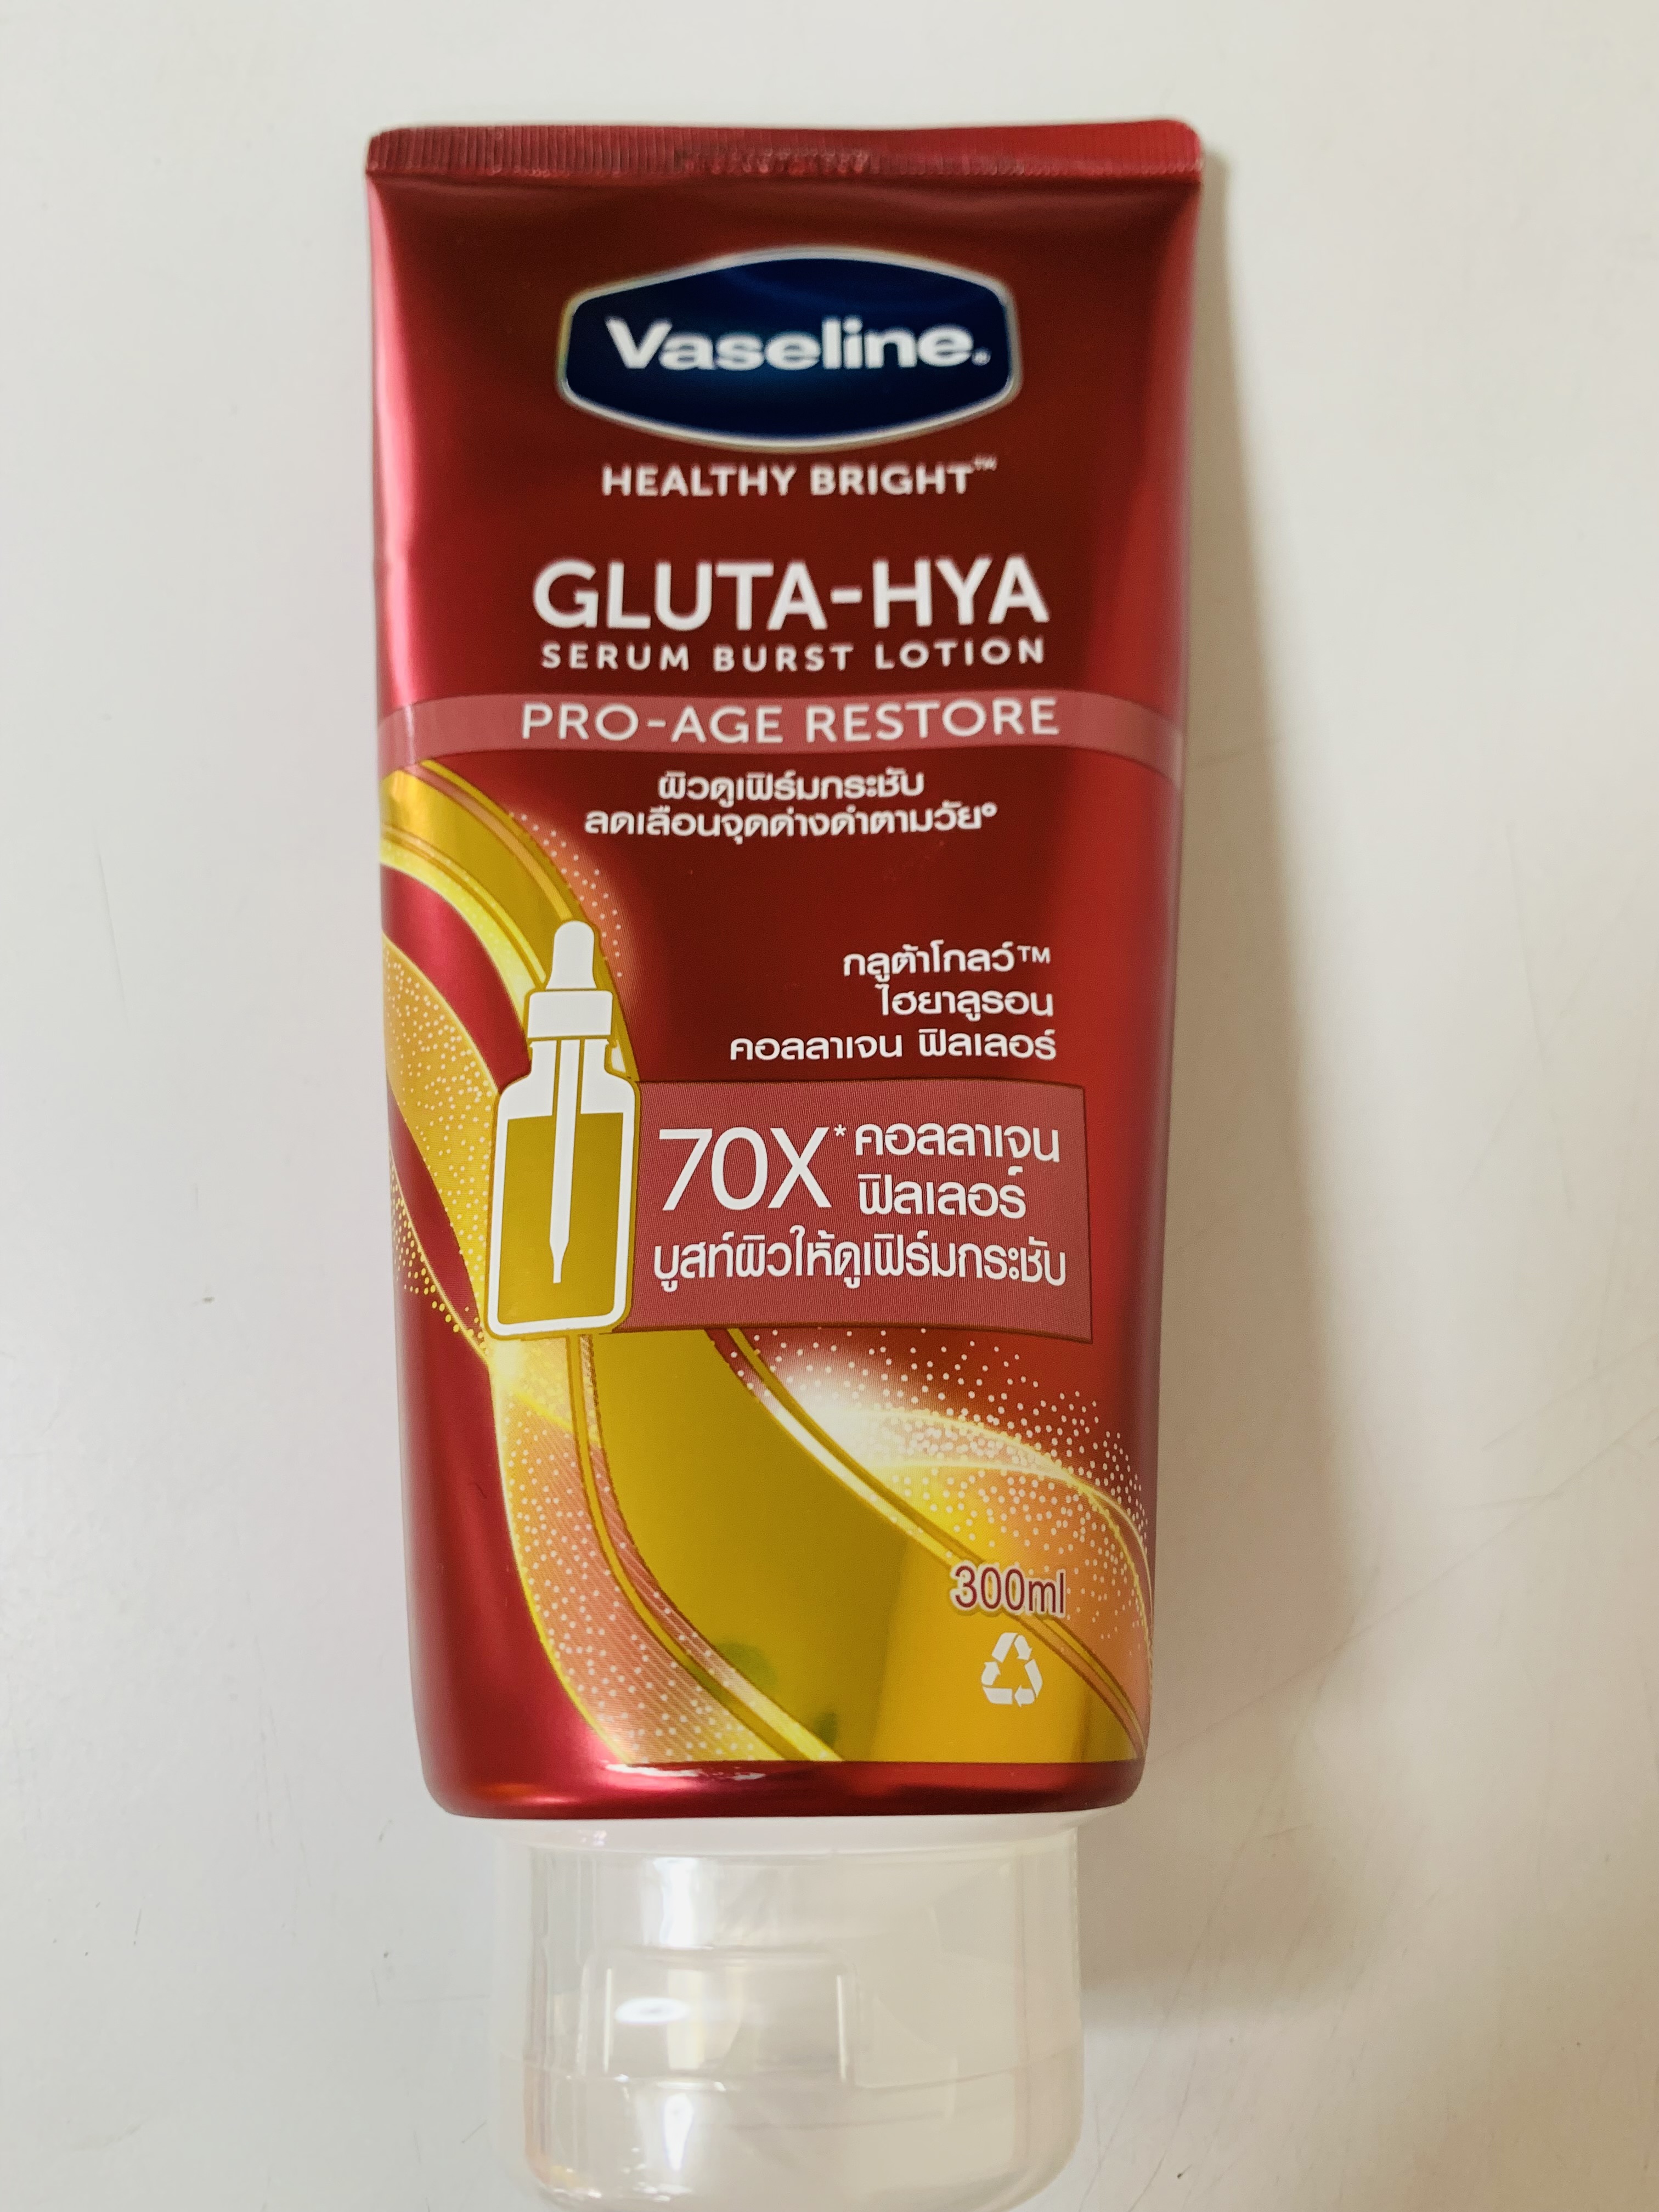 Vaseline®
HEALTHY BRIGHT™
GLUTA-HYA
SERUM BURST LOTION
PRO-AGE RESTORE
ผิวดูเฟิร์มกระชับ
ลดเลือนจุดด่างดำตามวัย°
กลูต้าโกลว์™
ไฮยาลูรอน
คอลลาเจน ฟิลเลอร์
70X* คอลลาเจน
ฟิลเลอร์
บูสท์ผิวให้ดูเฟิร์มกระชับ
300ml